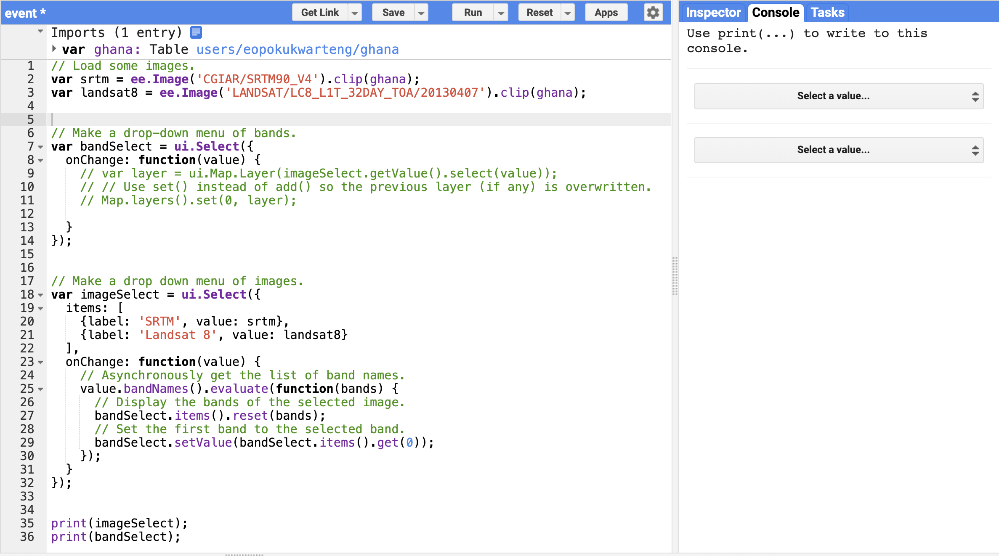 event *
Get Link
Save
Run
Reset
Apps
Imports (1 entry)
var ghana: Table users/eopokukwarteng/ghana
1 // Load some images.
2 var srtm = ee.Image('CGIAR/SRTM90_V4').clip(ghana);
3 var landsat8 = ee.Image('LANDSAT/LC8_L1T_32DAY_TOA/20130407').clip(ghana);
4
5
6 // Make a drop-down menu of bands.
7 var bandSelect = ui.Select({
8   onChange: function(value) {
9     // var layer = ui.Map.Layer(imageSelect.getValue().select(value));
10     // // Use set() instead of add() so the previous layer (if any) is overwritten.
11     // Map.layers().set(0, layer);
12
13   }
14 });
15
16
17 // Make a drop down menu of images.
18 var imageSelect = ui.Select({
19   items: [
20     {label: 'SRTM', value: srtm},
21     {label: 'Landsat 8', value: landsat8}
22   ],
23   onChange: function(value) {
24     // Asynchronously get the list of band names.
25     value.bandNames().evaluate(function(bands) {
26       // Display the bands of the selected image.
27       bandSelect.items().reset(bands);
28       // Set the first band to the selected band.
29       bandSelect.setValue(bandSelect.items().get(0));
30     });
31   }
32 });
33
34
35 print(imageSelect);
36 print(bandSelect);
Inspector
Console
Tasks
Use print(...) to write to this
console.
Select a value...
Select a value...